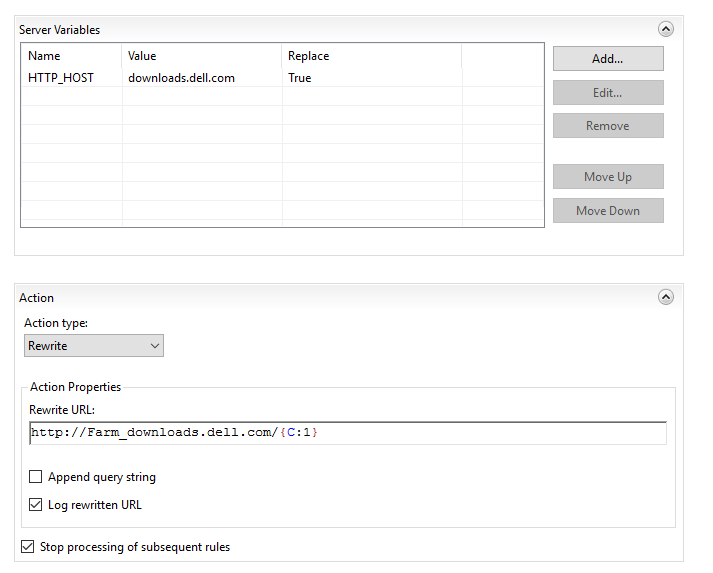 Server Variables
Name Value Replace
HTTP_HOST downloads.dell.com True
Add...
Edit...
Remove
Move Up
Move Down
Action
Action type:
Rewrite
Action Properties
Rewrite URL:
http://Farm_downloads.dell.com/{C:1}
Append query string
Log rewritten URL
Stop processing of subsequent rules